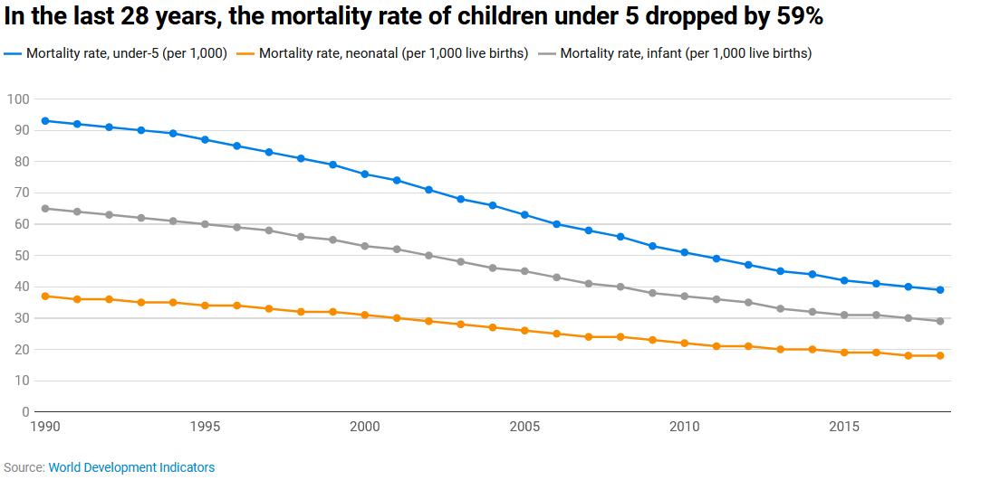 In the last 28 years, the mortality rate of children under 5 dropped by 59%
Mortality rate, under-5 (per 1,000) Mortality rate, neonatal (per 1,000 live births) Mortality rate, infant (per 1,000 live births)
100
90
80
70
60
50
40
30
20
10
0
1990 1995 2000 2005 2010 2015
Source: World Development Indicators